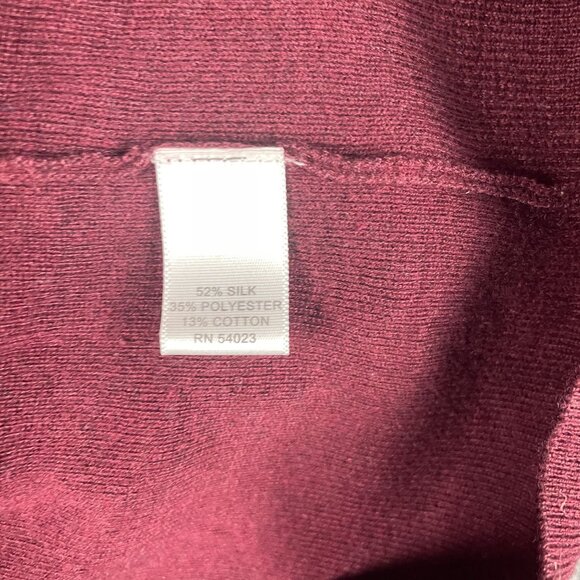 52% SILK
35% POLYESTER
13% COTTON
RN 54023